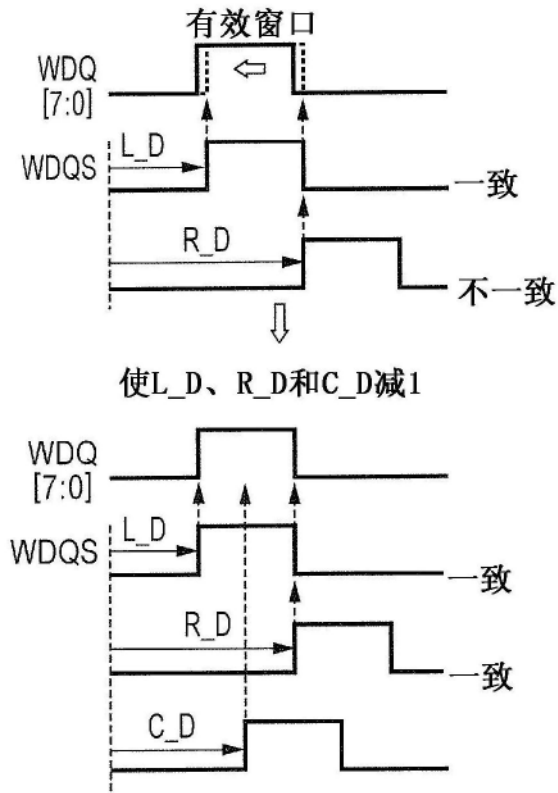 有效窗口
WDQ
[7:0]
L_D
WDQS
一致
R_D
不一致
使L_D、R_D和C_D减1
WDQ
[7:0]
L_D
WDQS
一致
R_D
一致
C_D